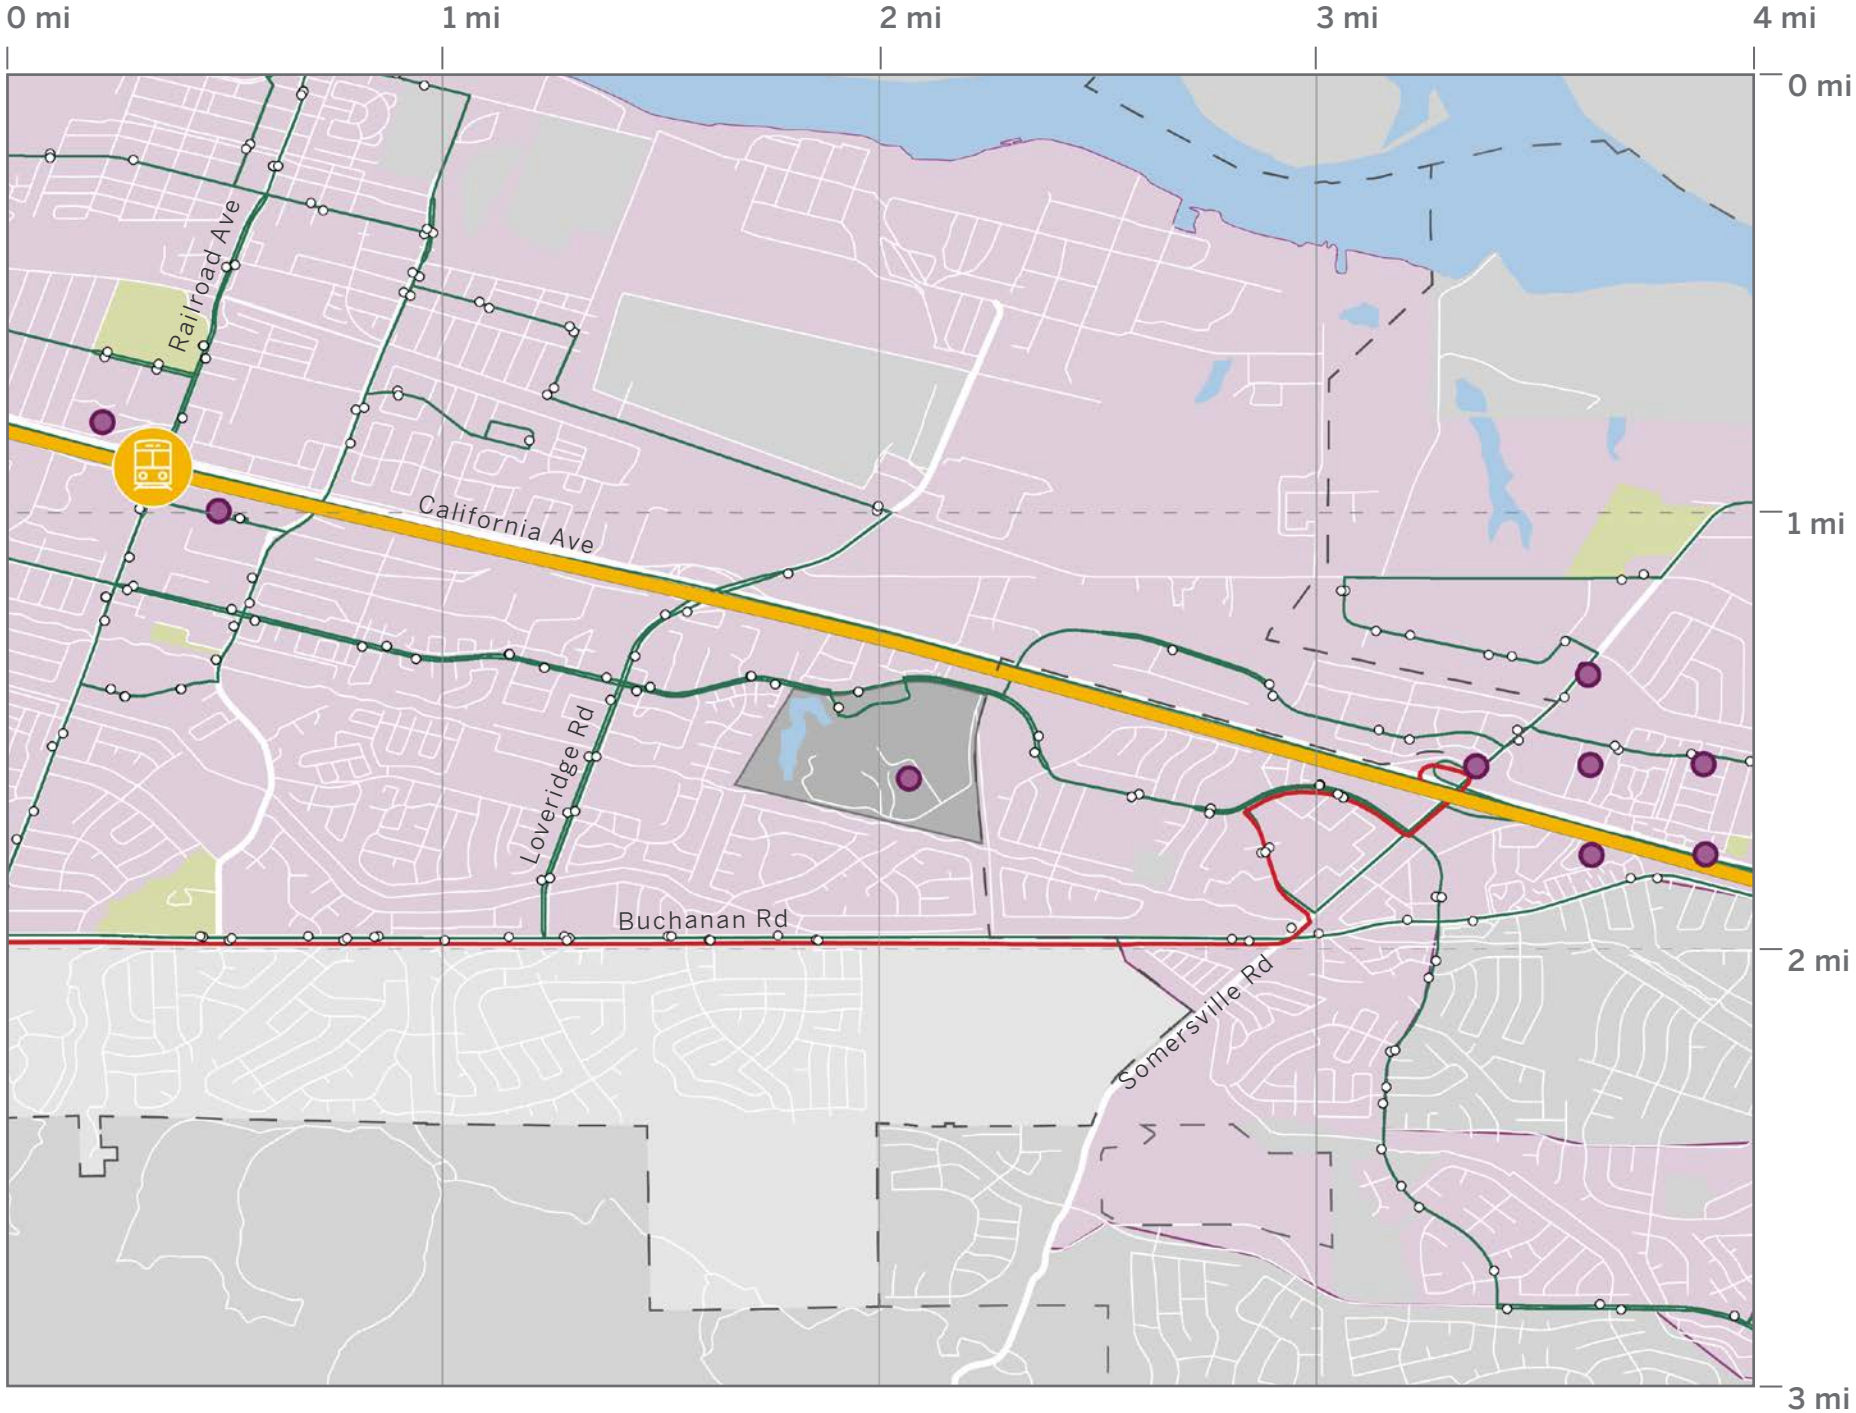 0 mi
1 mi
2 mi
3 mi
4 mi
0 mi
Railroad Ave
California Ave
1 mi
Loveridge Rd
Buchanan Rd
2 mi
Somersville Rd
3 mi